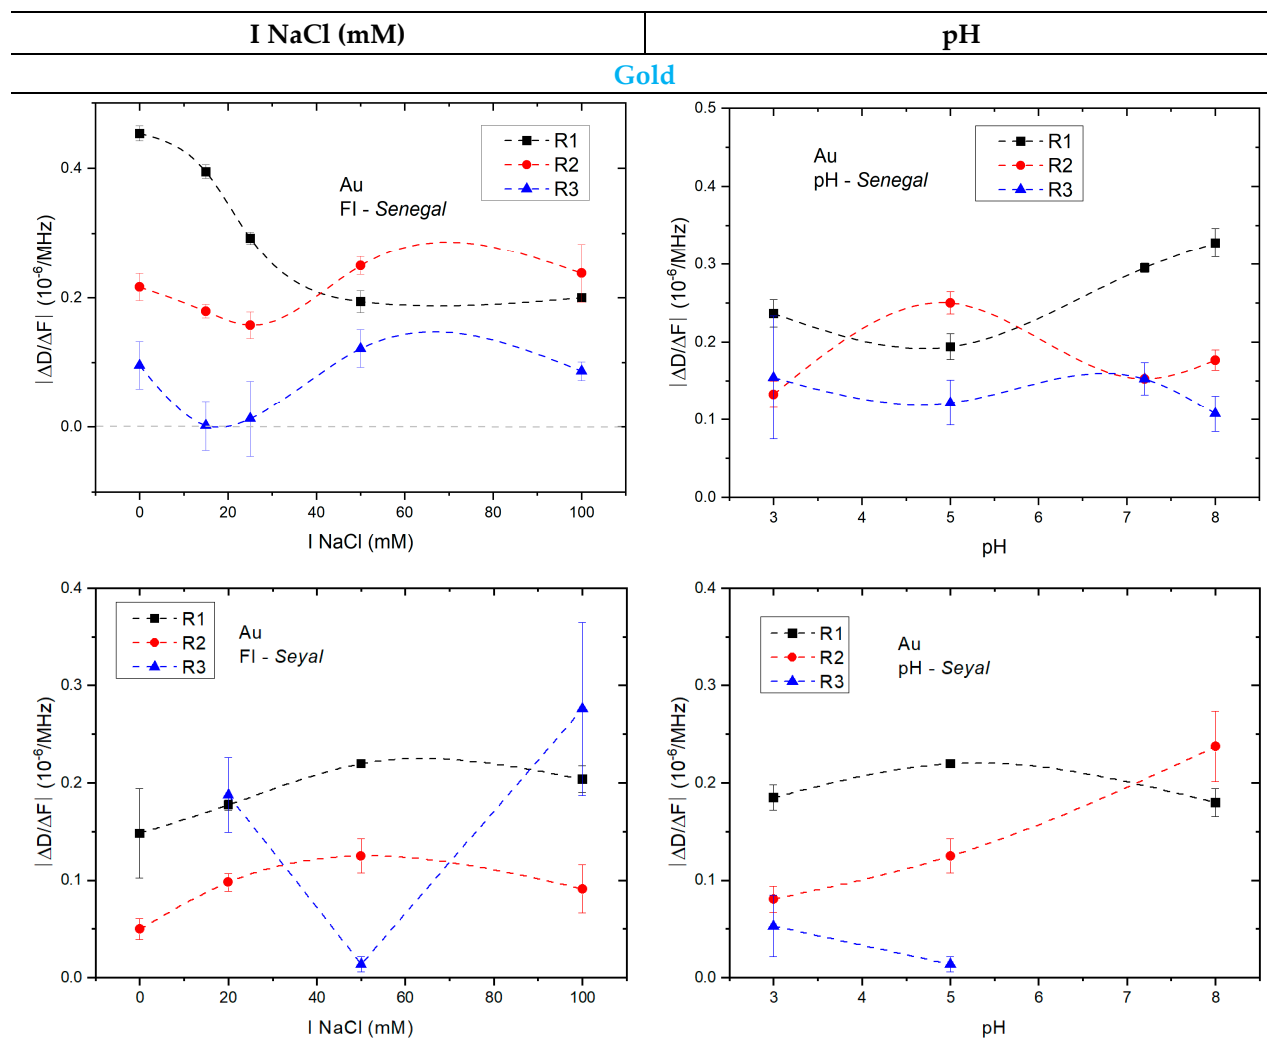 I NaCl (mM) pH
Gold
|ΔD/ΔF| (10-6/MHz)
0.4
0.2
0.0
R1
R2
R3
Au
FI - Senegal
0 20 40 60 80 100
I NaCl (mM)
|ΔD/ΔF| (10-6/MHz)
0.5
0.4
0.3
0.2
0.1
0.0
Au
pH - Senegal
R1
R2
R3
3 4 5 6 7 8
pH
|ΔD/ΔF| (10-6/MHz)
0.4
0.3
0.2
0.1
0.0
R1
R2
R3
Au
FI - Seyal
0 20 40 60 80 100
I NaCl (mM)
|ΔD/ΔF| (10-6/MHz)
0.4
0.3
0.2
0.1
0.0
R1
R2
R3
Au
pH - Seyal
3 4 5 6 7 8
pH